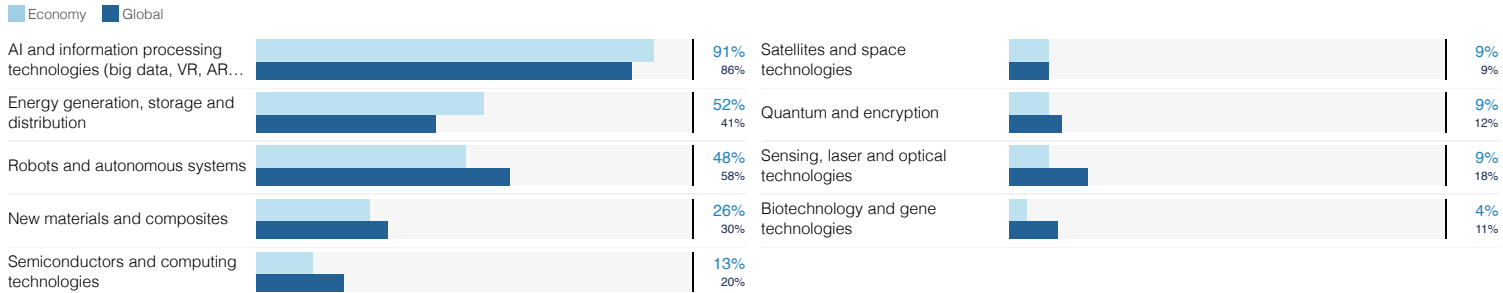 Economy Global
AI and information processing
technologies (big data, VR, AR...
91%
86%
Energy generation, storage and
distribution
52%
41%
Robots and autonomous systems
48%
58%
New materials and composites
26%
30%
Semiconductors and computing
technologies
13%
20%
Satellites and space
technologies
9%
9%
Quantum and encryption
9%
12%
Sensing, laser and optical
technologies
9%
18%
Biotechnology and gene
technologies
4%
11%